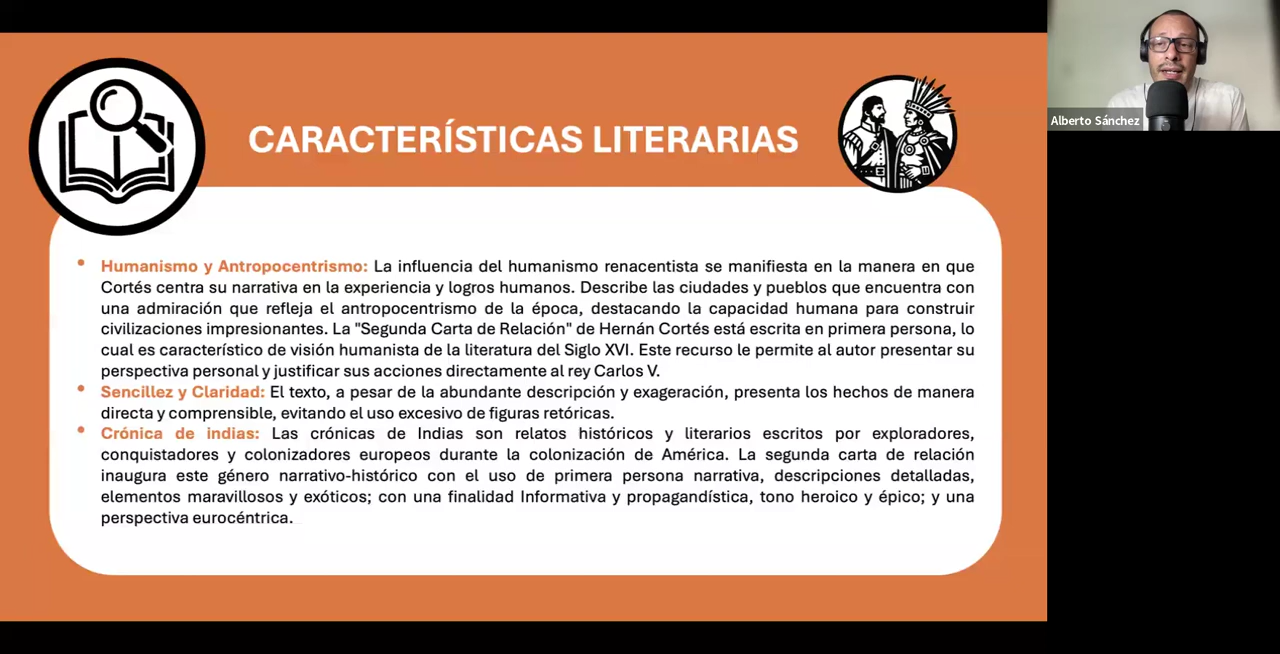 CARACTERÍSTICAS LITERARIAS
Alberto Sánchez
• Humanismo y Antropocentrismo: La influencia del humanismo renacentista se manifiesta en la manera en que
Cortés centra su narrativa en la experiencia y logros humanos. Describe las ciudades y pueblos que encuentra con
una admiración que refleja el antropocentrismo de la época, destacando la capacidad humana para construir
civilizaciones impresionantes. La "Segunda Carta de Relación" de Hernán Cortés está escrita en primera persona, lo
cual es característico de visión humanista de la literatura del Siglo XVI. Este recurso le permite al autor presentar su
perspectiva personal y justificar sus acciones directamente al rey Carlos V.
• Sencillez y Claridad: El texto, a pesar de la abundante descripción y exageración, presenta los hechos de manera
directa y comprensible, evitando el uso excesivo de figuras retóricas.
• Crónica de indias: Las crónicas de Indias son relatos históricos y literarios escritos por exploradores,
conquistadores y colonizadores europeos durante la colonización de América. La segunda carta de relación
inaugura este género narrativo-histórico con el uso de primera persona narrativa, descripciones detalladas,
elementos maravillosos y exóticos; con una finalidad Informativa y propagandística, tono heroico y épico; y una
perspectiva eurocéntrica.